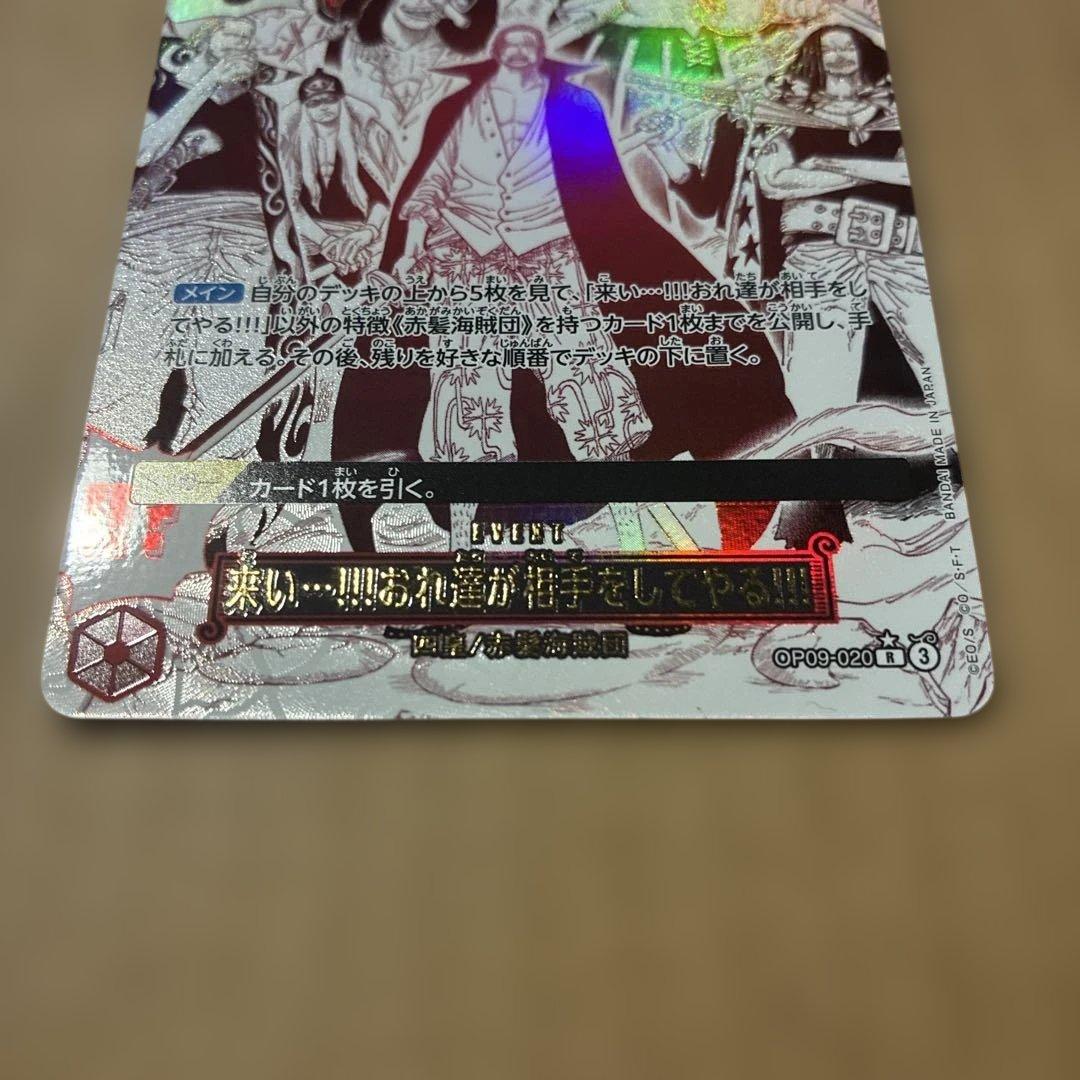 メイン 自分のデッキの上から5枚を見て、「来い…!!!おれ達が相手をし
てやる!!!」以外の特徴《赤髪海賊団》を持つカード1枚までを公開し、手
札に加える。その後、残りを好きな順番でデッキの下に置く。
カード1枚を引く。
EVENT
来い…!!!おれ達が相手をしてやる!!!
四皇/赤髪海賊団
OP09-020 R 3
©EO/S ©O S・F・T BANDAI MADE IN JAPAN